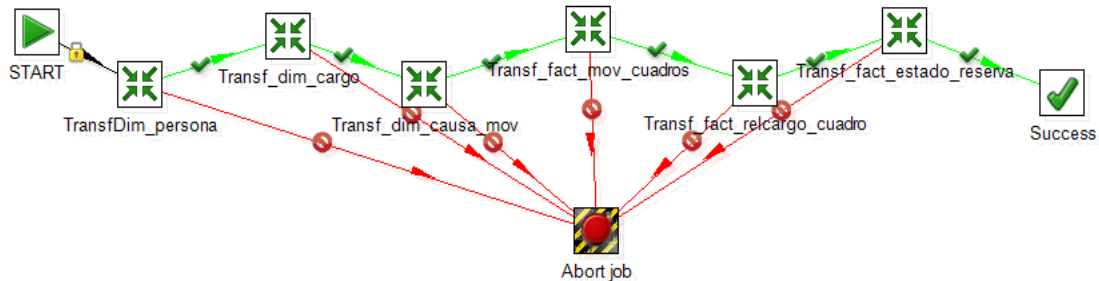 START
TransfDim_persona
Transf_dim_cargo
Transf_dim_causa_mov
Transf_fact_mov_cuadros
Transf_fact_relcargo_cuadro
Transf_fact_estado_reserva
Success
Abort job